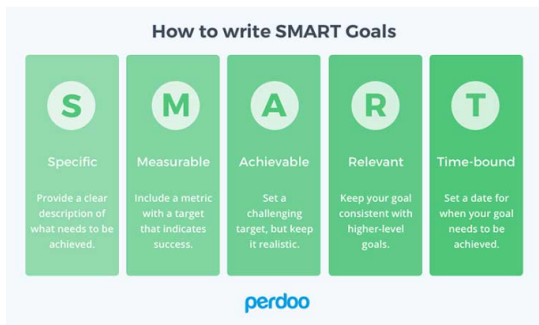 How to write SMART Goals
S
Specific
Provide a clear
description of
what needs to be
achieved.
M
Measurable
Include a metric
with a target
that indicates
success.
A
Achievable
Set a
challenging
target, but keep
it realistic.
R
Relevant
Keep your goal
consistent with
higher-level
goals.
T
Time-bound
Set a date for
when your goal
needs to be
achieved.
perdoo